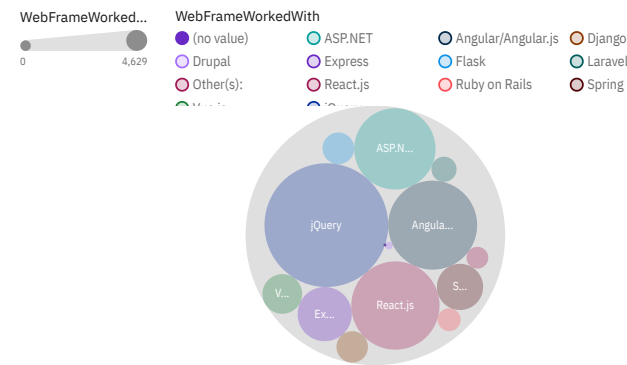 WebFrameWorked...
0
4,629
WebFrameWorkedWith
(no value)
ASP.NET
Angular/Angular.js
Django
Drupal
Express
Flask
Laravel
Other(s):
React.js
Ruby on Rails
Spring
ASP.N...
jQuery
Angula...
V...
Ex...
React.js
S...